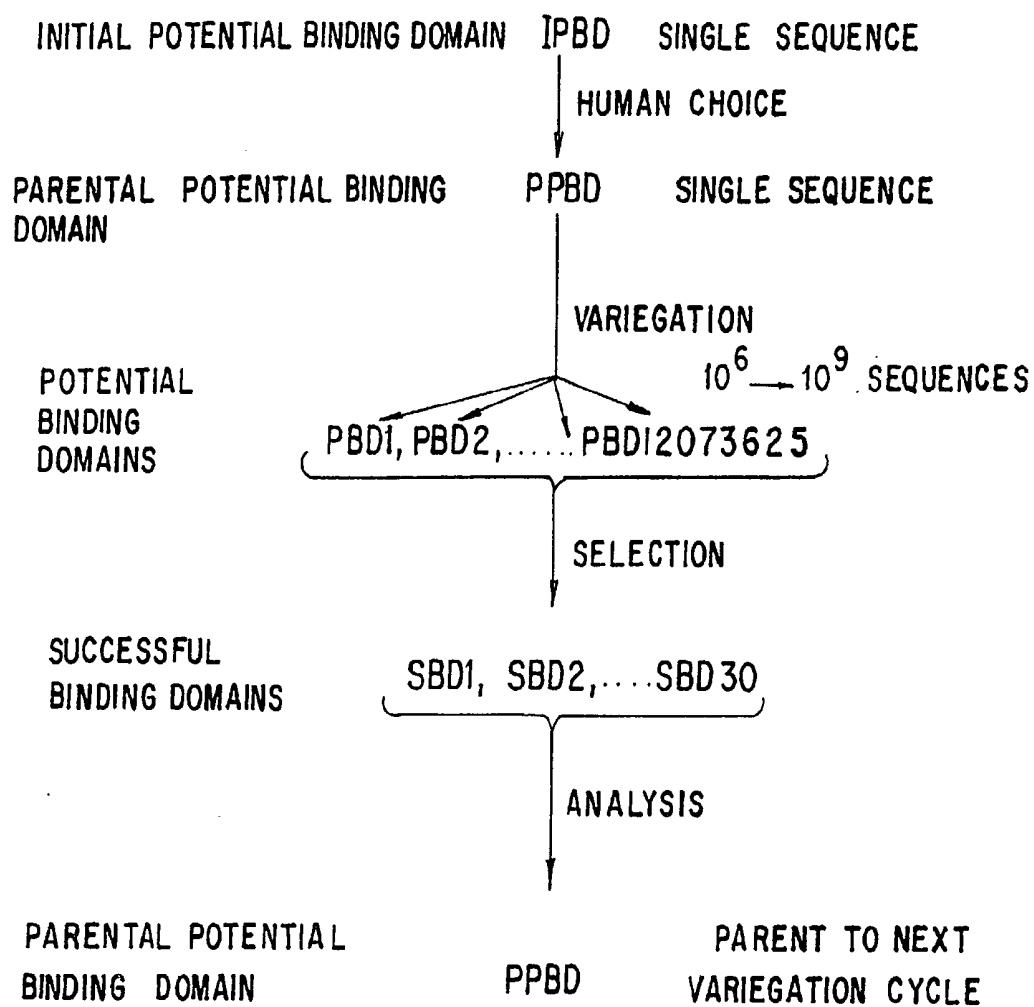 INITIAL POTENTIAL BINDING DOMAIN IPBD SINGLE SEQUENCE
HUMAN CHOICE
PARENTAL POTENTIAL BINDING DOMAIN PPBD SINGLE SEQUENCE
VARIEGATION
10^6 → 10^9 SEQUENCES
POTENTIAL
BINDING
DOMAINS
PBD1, PBD2, ...... PBD12073625
SELECTION
SUCCESSFUL
BINDING DOMAINS
SBD1, SBD2, .... SBD30
ANALYSIS
PARENTAL POTENTIAL
BINDING DOMAIN
PPBD
PARENT TO NEXT
VARIEGATION CYCLE